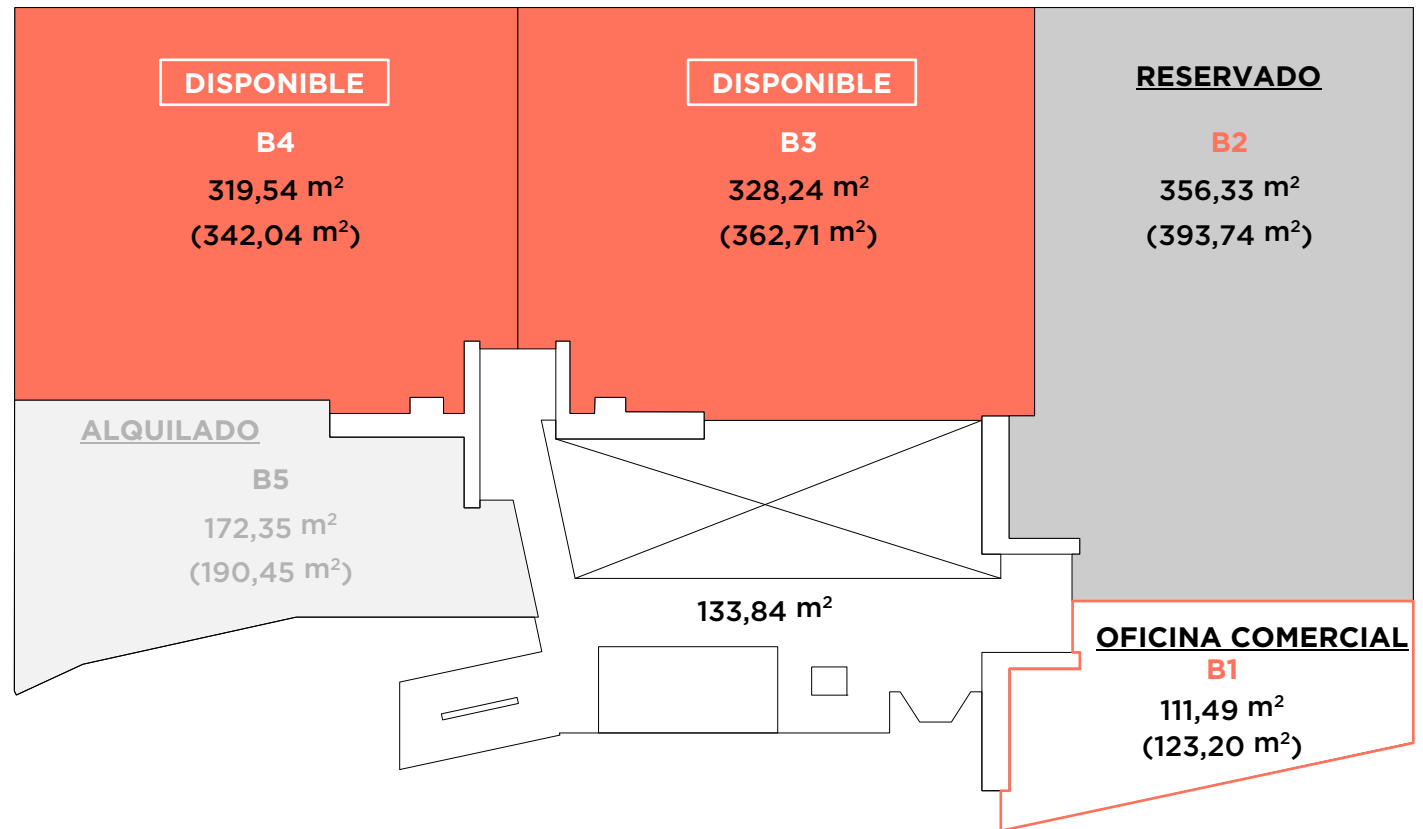 DISPONIBLE
B4
319,54 m²
(342,04 m²)
DISPONIBLE
B3
328,24 m²
(362,71 m²)
RESERVADO
B2
356,33 m²
(393,74 m²)
ALQUILADO
B5
172,35 m²
(190,45 m²)
133,84 m²
OFICINA COMERCIAL
B1
111,49 m²
(123,20 m²)